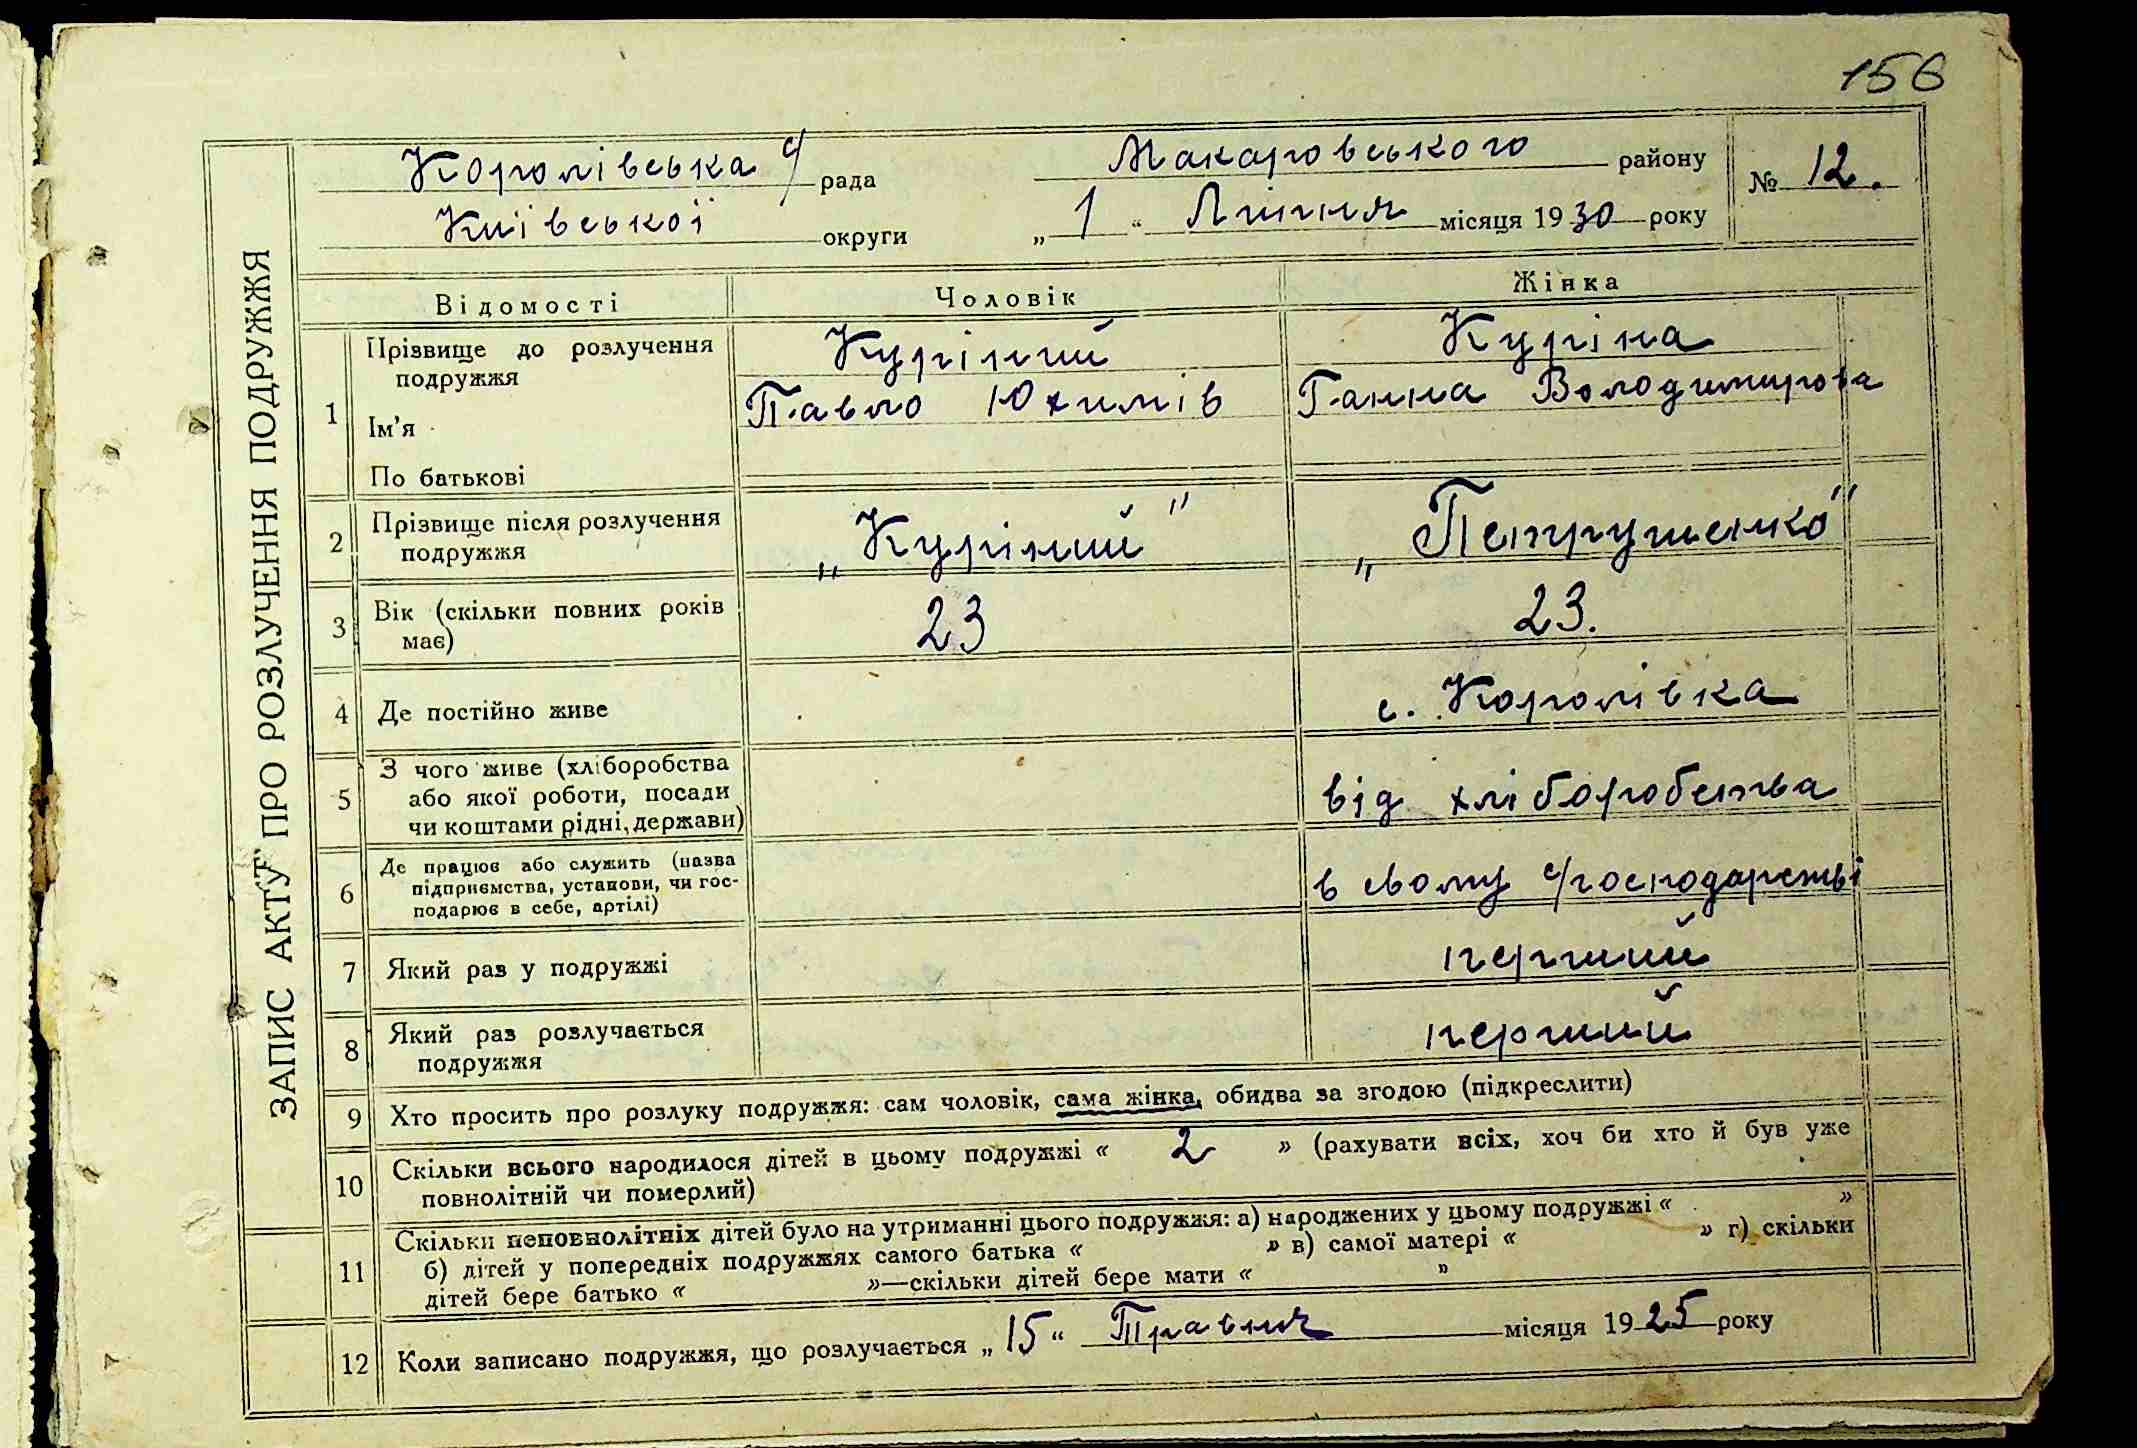 156
Королівська с/ рада
Макаровського району
№ 12.
Київської округи
„ 1 “ Липня місяця 1930 року
ЗАПИС АКТУ ПРО РОЗЛУЧЕННЯ ПОДРУЖЖЯ
Відомості Чоловік Жінка
1 Прізвище до розлучення подружжя
Курінний Куріна
Ім'я
Павло Юхимів Ганна Володимирова
По батькові
2 Прізвище після розлучення
подружжя
„Курінний" „Петрушенко"
3 Вік (скільки повних років
має)
23 23.
4 Де постійно живе
с. Королівка
5 З чого живе (хліборобства
або якої роботи, посади
чи коштами рідні, держави)
від хліборобства
6 Де працює або служить (назва
підприємства, установи, чи гос-
подарює в себе, артілі)
в свому с/господарстві
7 Який раз у подружжі
перший
8 Який раз розлучається
подружжя
перший
9 Хто просить про розлуку подружжя: сам чоловік, сама жінка, обидва за згодою (підкреслити)
10 Скільки всього народилося дітей в цьому подружжі « 2 » (рахувати всіх, хоч би хто й був уже
повнолітній чи померлий)
11 Скільки неповнолітніх дітей було на утриманні цього подружжя: а) народжених у цьому подружжі « »
б) дітей у попередніх подружжях самого батька « » в) самої матері « » г) скільки
дітей бере батько « »—скільки дітей бере мати « »
12 Коли записано подружжя, що розлучається „ 15 “ Травня місяця 1925 року